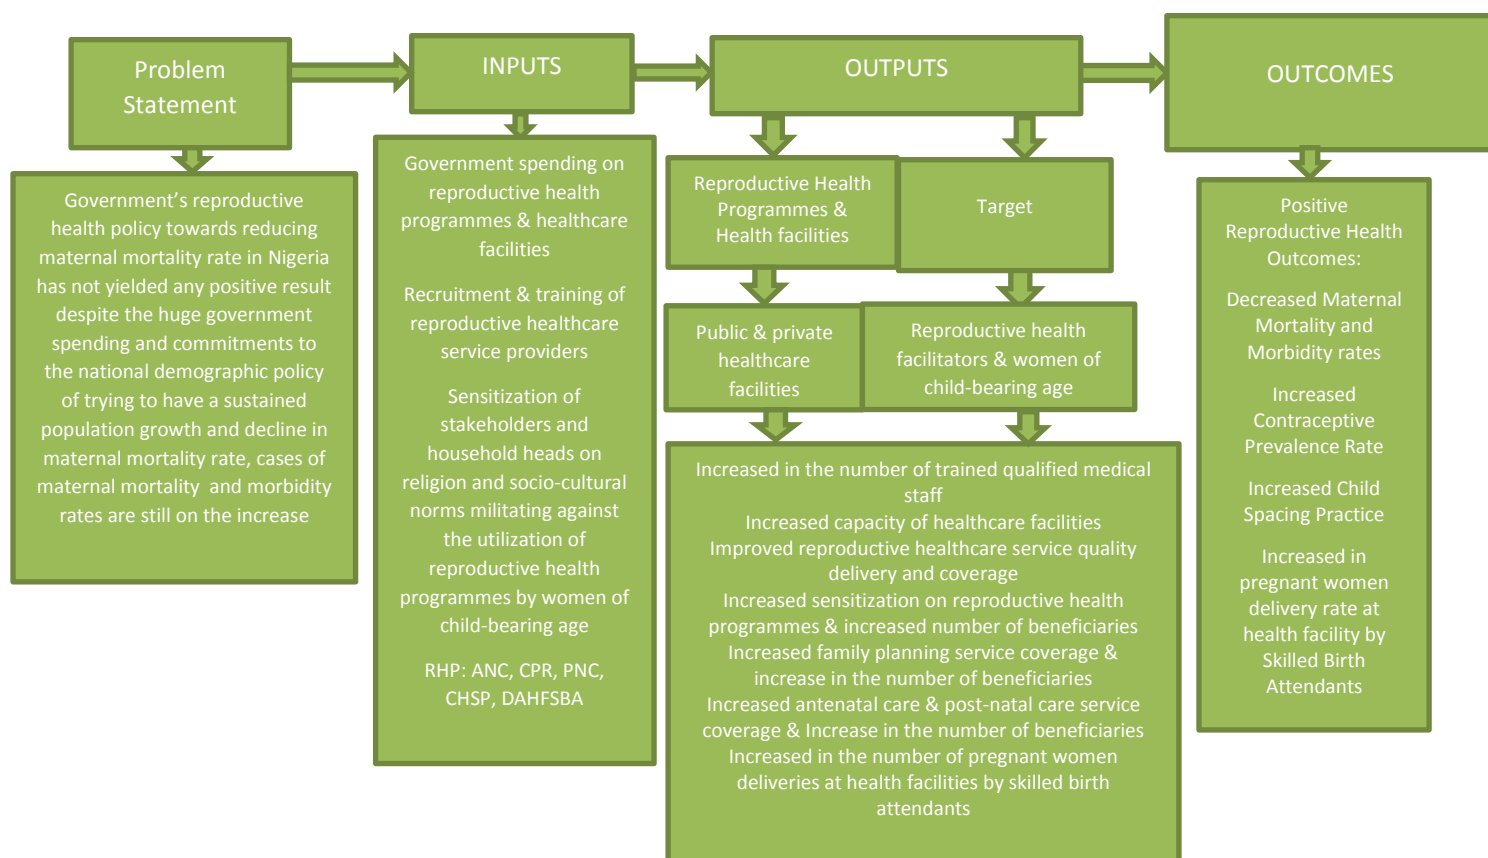 Problem
Statement
Government’s reproductive
health policy towards reducing
maternal mortality rate in Nigeria
has not yielded any positive result
despite the huge government
spending and commitments to
the national demographic policy
of trying to have a sustained
population growth and decline in
maternal mortality rate, cases of
maternal mortality  and morbidity
rates are still on the increase
INPUTS
Government spending on
reproductive health
programmes & healthcare
facilities
Recruitment & training of
reproductive healthcare
service providers
Sensitization of
stakeholders and
household heads on
religion and socio-cultural
norms militating against
the utilization of
reproductive health
programmes by women of
child-bearing age
RHP: ANC, CPR, PNC,
CHSP, DAHFSBA
OUTPUTS
Reproductive Health
Programmes &
Health facilities
Target
Public & private
healthcare
facilities
Reproductive health
facilitators & women of
child-bearing age
Increased in the number of trained qualified medical
staff
Increased capacity of healthcare facilities
Improved reproductive healthcare service quality
delivery and coverage
Increased sensitization on reproductive health
programmes & increased number of beneficiaries
Increased family planning service coverage &
increase in the number of beneficiaries
Increased antenatal care & post-natal care service
coverage & Increase in the number of beneficiaries
Increased in the number of pregnant women
deliveries at health facilities by skilled birth
attendants
OUTCOMES
Positive
Reproductive Health
Outcomes:
Decreased Maternal
Mortality and
Morbidity rates
Increased
Contraceptive
Prevalence Rate
Increased Child
Spacing Practice
Increased in
pregnant women
delivery rate at
health facility by
Skilled Birth
Attendants